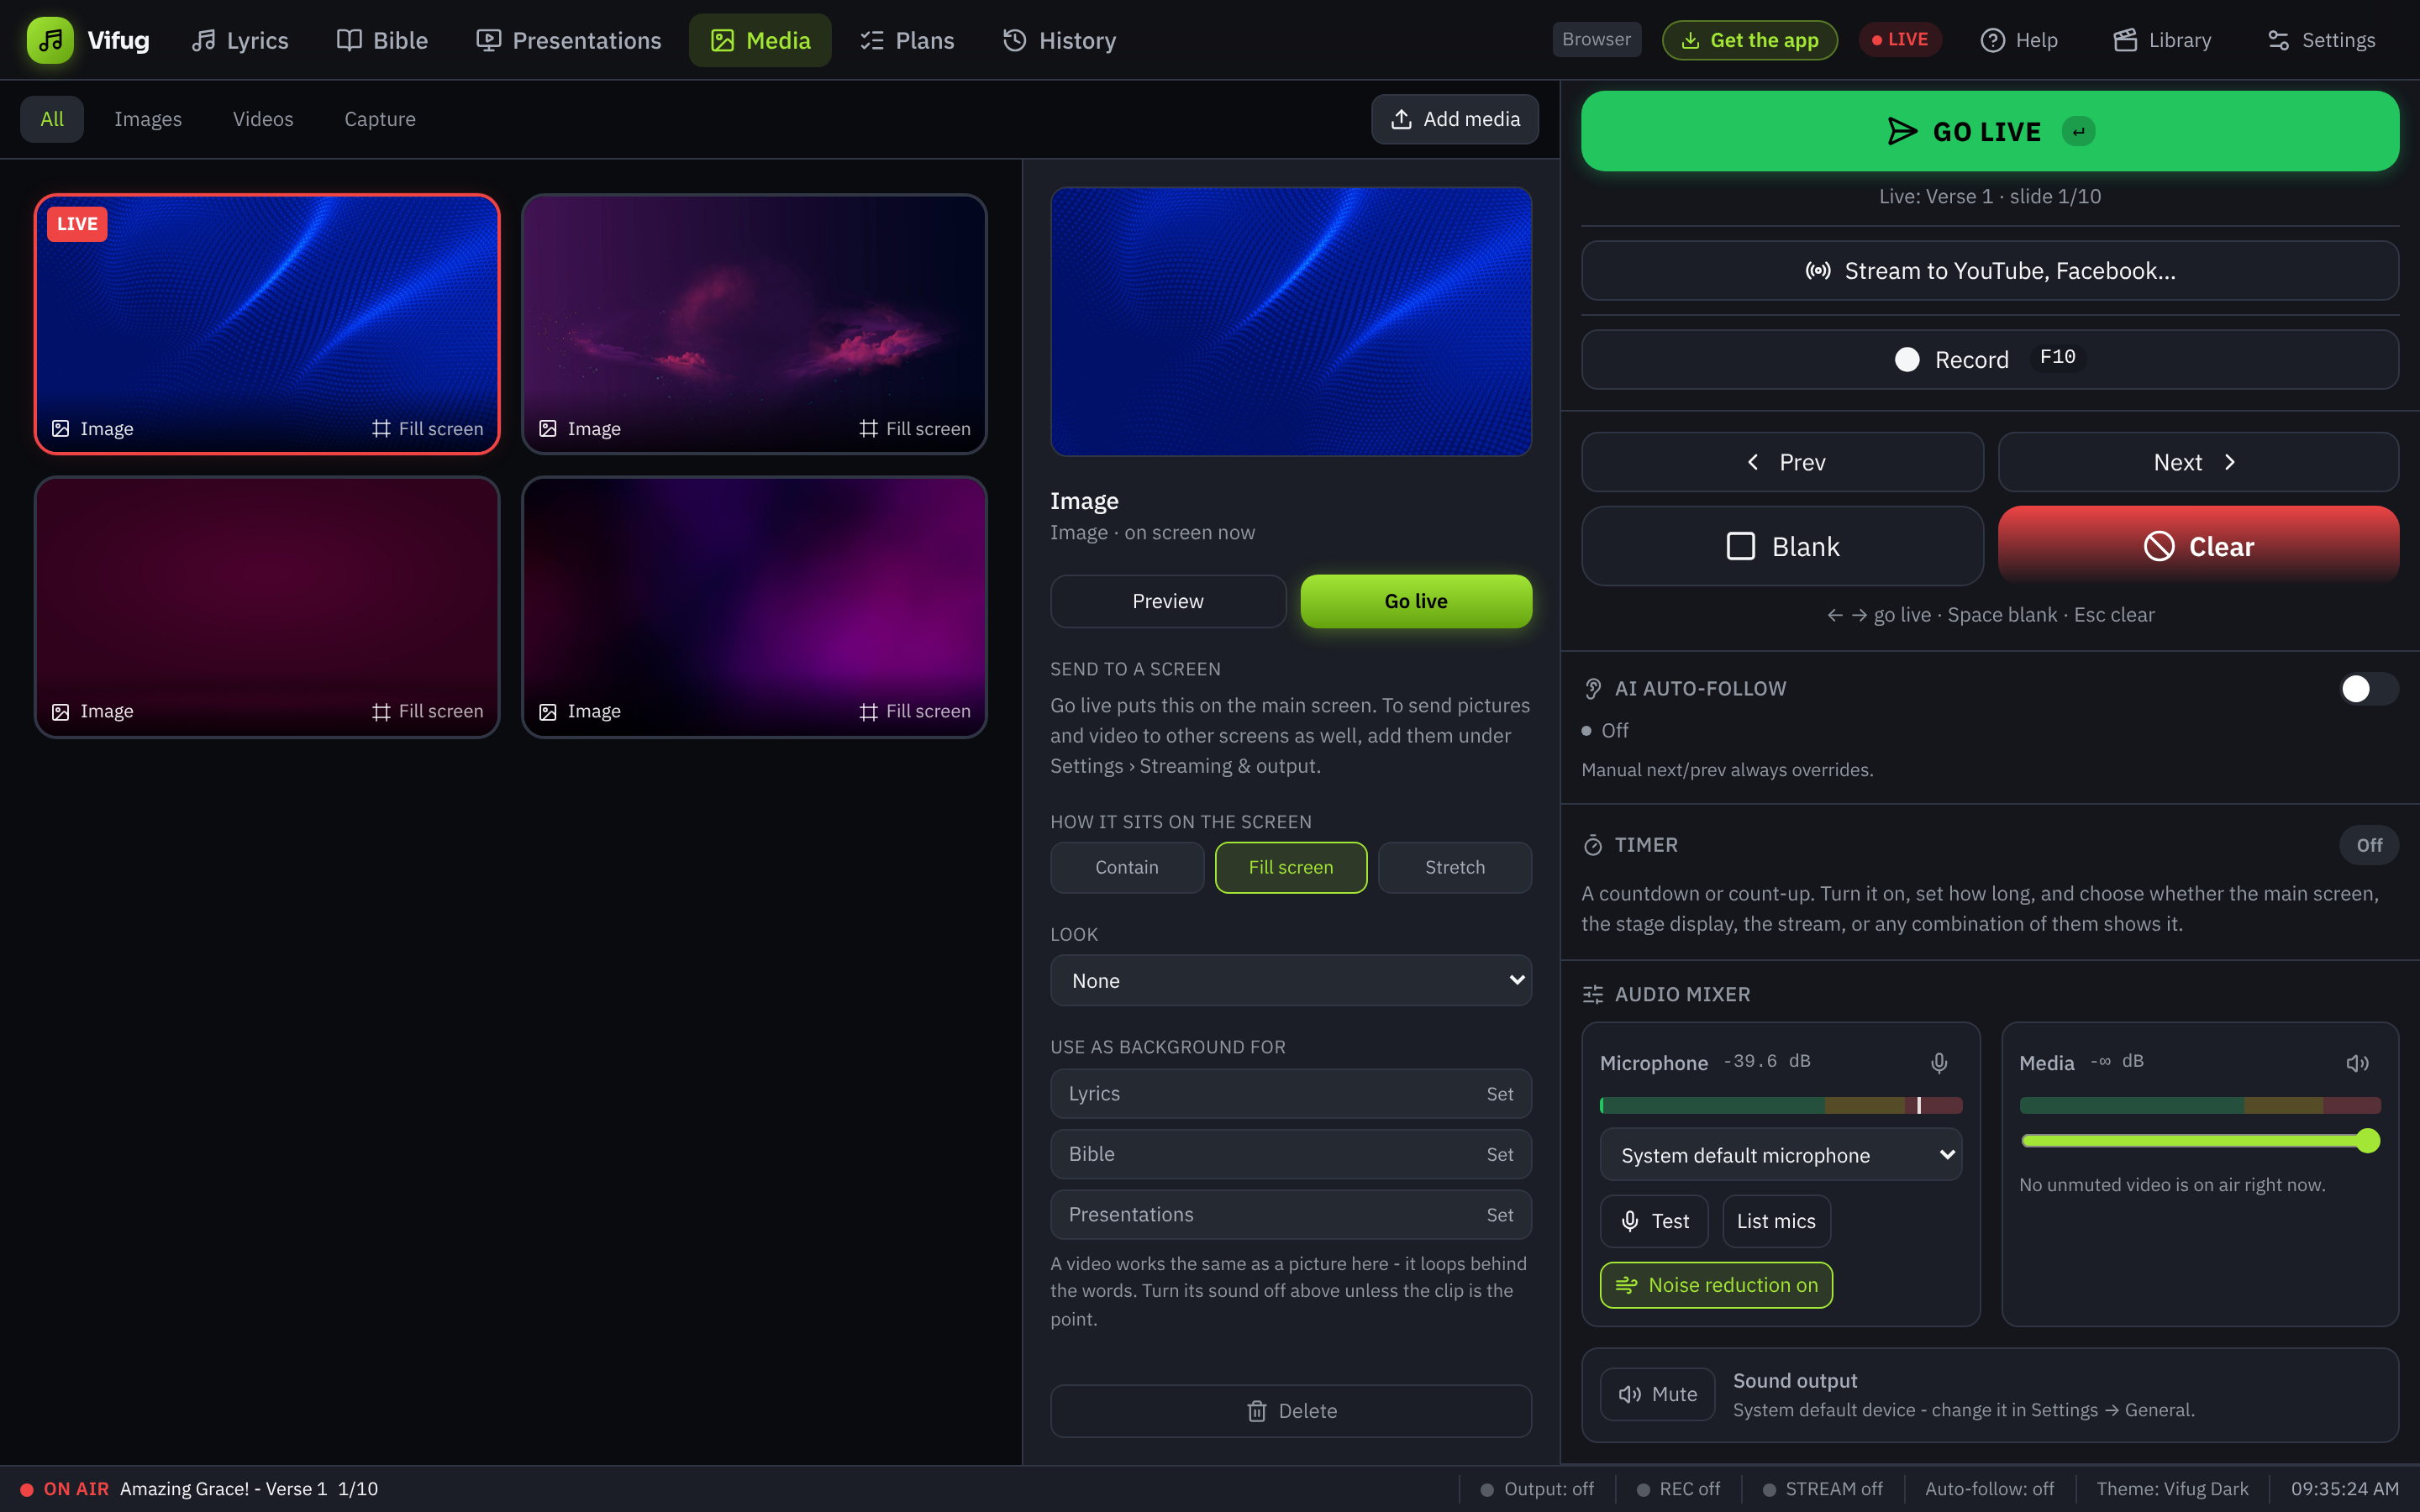 Vifug
Lyrics
Bible
Presentations
Media
Plans
History
Browser
Get the app
LIVE
Help
Library
Settings
All
Images
Videos
Capture
Add media
LIVE
Image
Fill screen
Image
Fill screen
Image
Fill screen
Image
Fill screen
Image
Image · on screen now
Preview
Go live
SEND TO A SCREEN
Go live puts this on the main screen. To send pictures
and video to other screens as well, add them under
Settings › Streaming & output.
HOW IT SITS ON THE SCREEN
Contain
Fill screen
Stretch
LOOK
None
USE AS BACKGROUND FOR
Lyrics
Set
Bible
Set
Presentations
Set
A video works the same as a picture here - it loops behind
the words. Turn its sound off above unless the clip is the
point.
Delete
GO LIVE ↵
Live: Verse 1 · slide 1/10
Stream to YouTube, Facebook...
Record F10
Prev
Next
Blank
Clear
← → go live · Space blank · Esc clear
AI AUTO-FOLLOW
Off
Manual next/prev always overrides.
TIMER
Off
A countdown or count-up. Turn it on, set how long, and choose whether the main screen,
the stage display, the stream, or any combination of them shows it.
AUDIO MIXER
Microphone -39.6 dB
System default microphone
Test
List mics
Noise reduction on
Media -∞ dB
No unmuted video is on air right now.
Mute
Sound output
System default device - change it in Settings → General.
ON AIR Amazing Grace! - Verse 1 1/10
Output: off
REC off
STREAM off
Auto-follow: off
Theme: Vifug Dark
09:35:24 AM